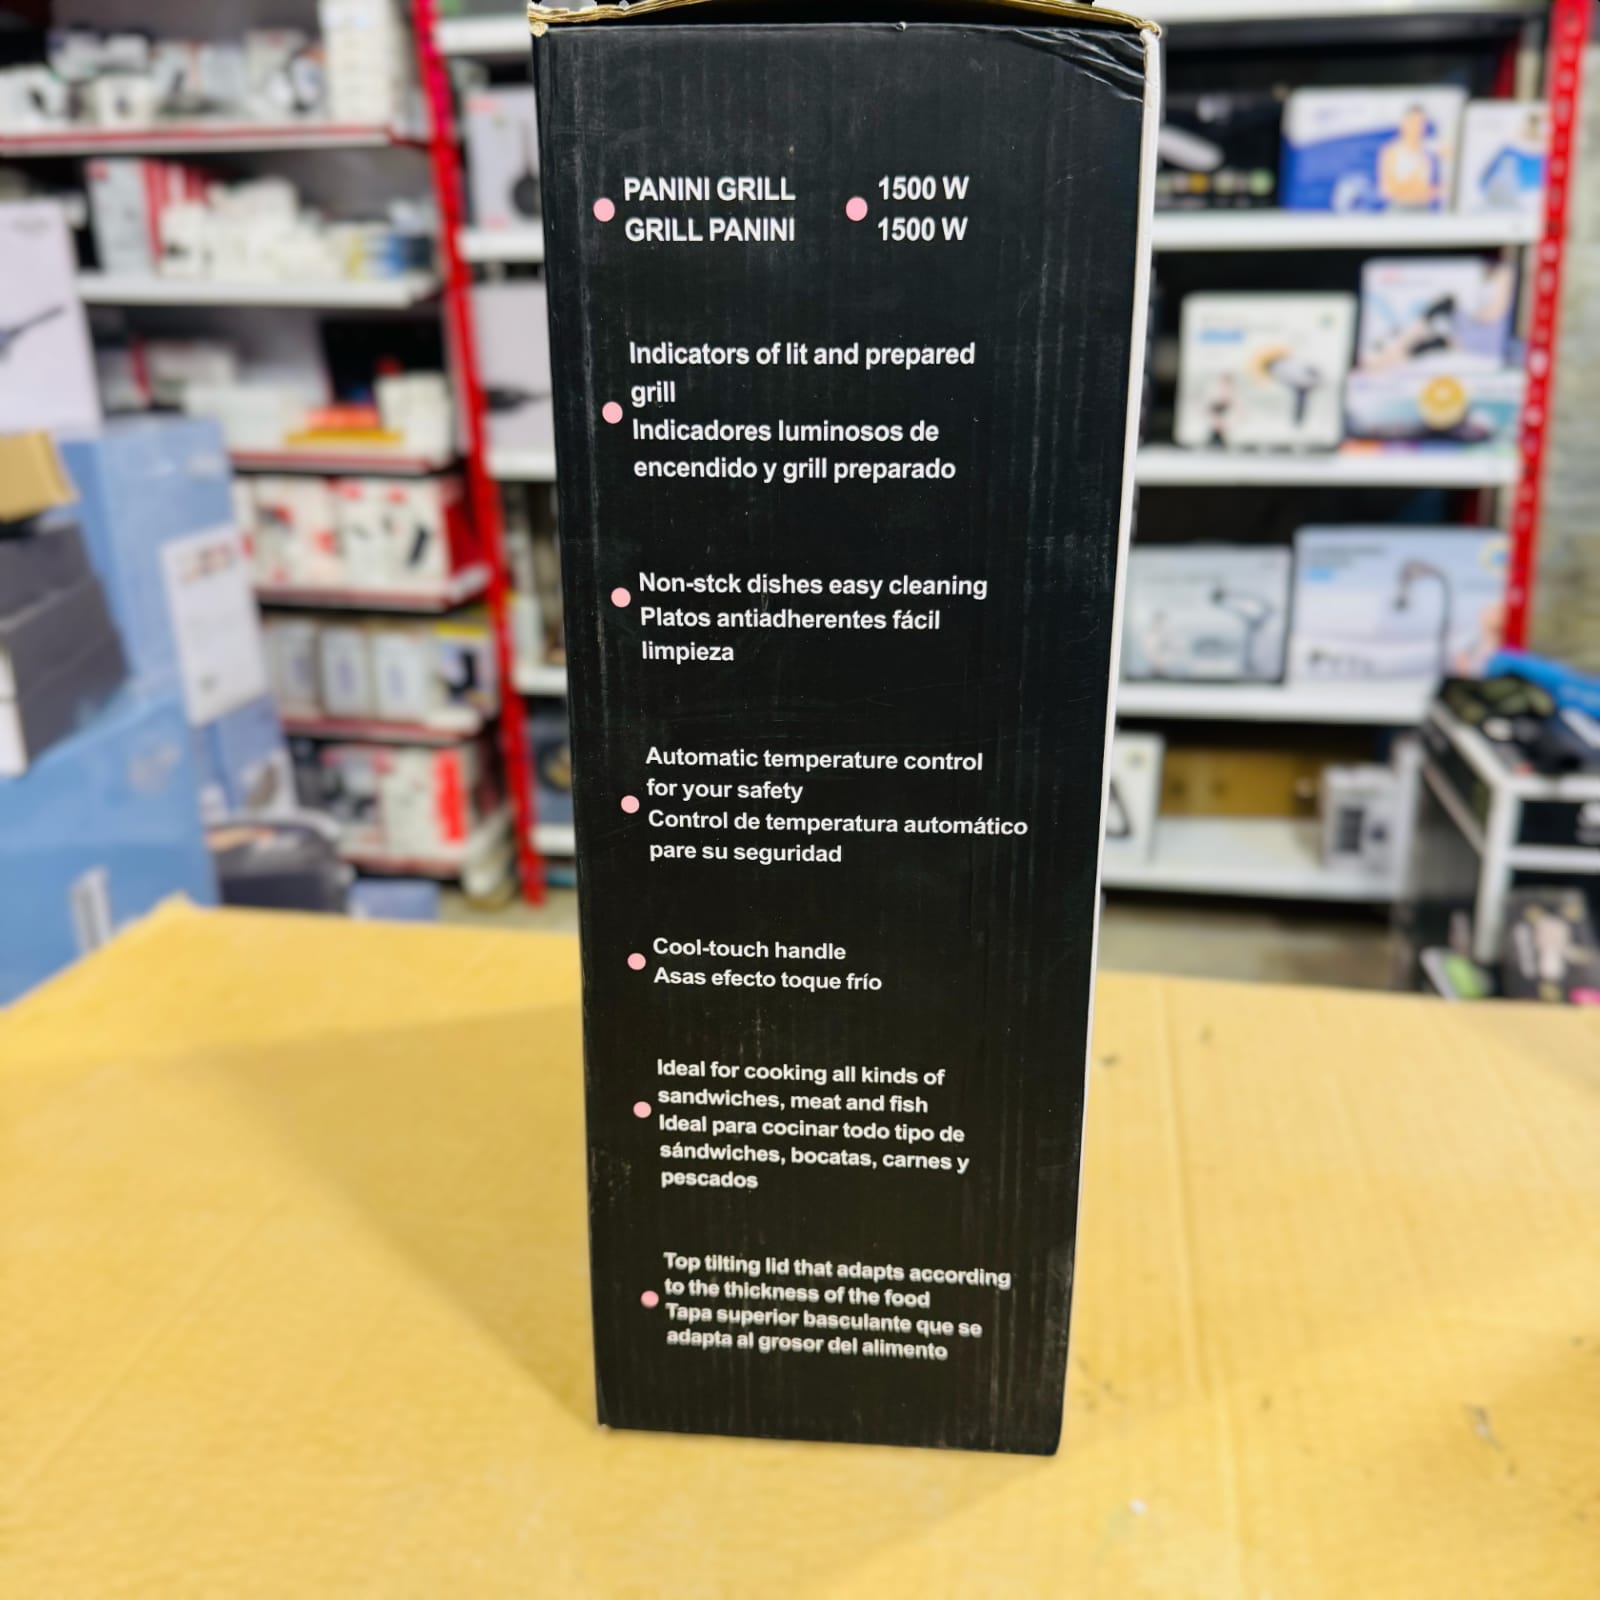 PANINI GRILL
GRILL PANINI
1500 W
1500 W
Indicators of lit and prepared
grill
Indicadores luminosos de
encendido y grill preparado
Non-stck dishes easy cleaning
Platos antiadherentes fácil
limpieza
Automatic temperature control
for your safety
Control de temperatura automático
pare su seguridad
Cool-touch handle
Asas efecto toque frío
Ideal for cooking all kinds of
sandwiches, meat and fish
Ideal para cocinar todo tipo de
sándwiches, bocatas, carnes y
pescados
Top tilting lid that adapts according
to the thickness of the food
Tapa superior basculante que se
adapta al grosor del alimento